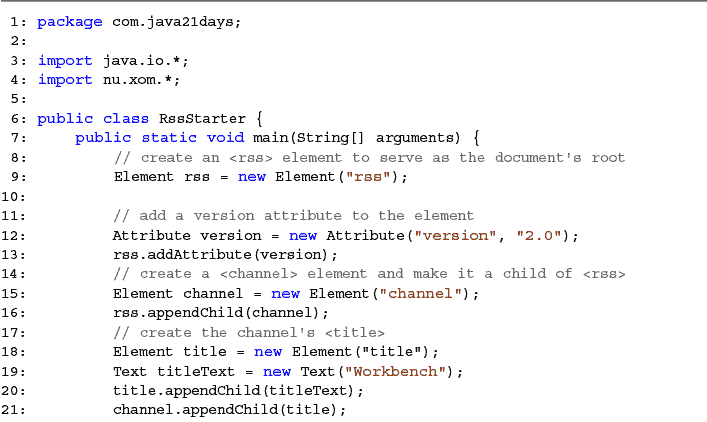 1: package com.java21days;
2:
3: import java.io.*;
4: import nu.xom.*;
5:
6: public class RssStarter {
7:     public static void main(String[] arguments) {
8:         // create an <rss> element to serve as the document's root
9:         Element rss = new Element("rss");
10:
11:         // add a version attribute to the element
12:         Attribute version = new Attribute("version", "2.0");
13:         rss.addAttribute(version);
14:         // create a <channel> element and make it a child of <rss>
15:         Element channel = new Element("channel");
16:         rss.appendChild(channel);
17:         // create the channel's <title>
18:         Element title = new Element("title");
19:         Text titleText = new Text("Workbench");
20:         title.appendChild(titleText);
21:         channel.appendChild(title);